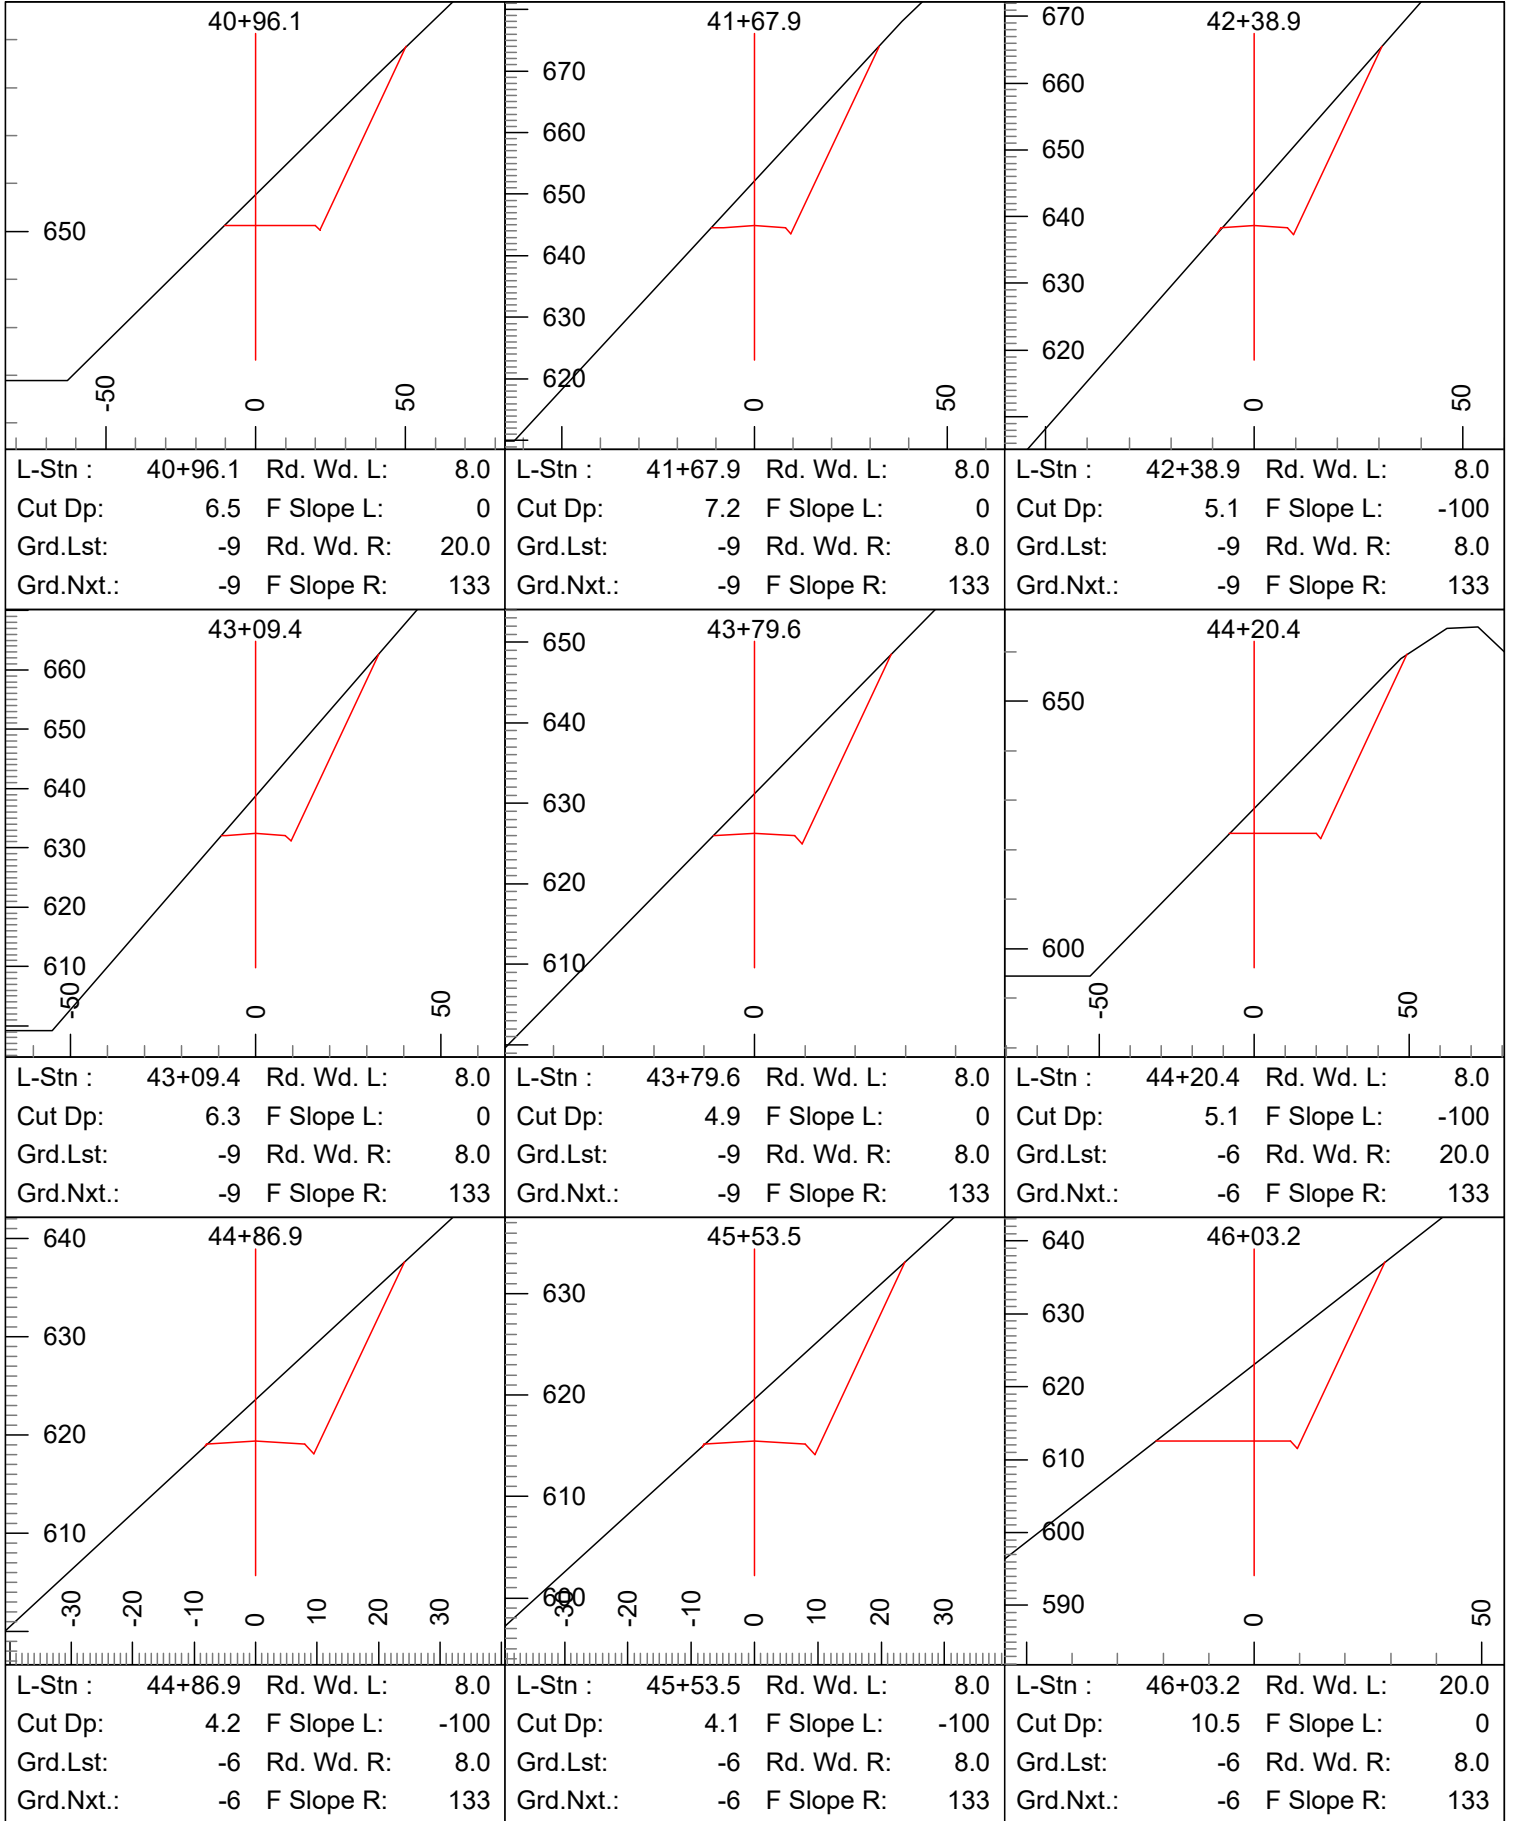 40+96.1
650
-50 0 50
L-Stn : 40+96.1 Rd. Wd. L: 8.0
Cut Dp: 6.5 F Slope L: 0
Grd.Lst: -9 Rd. Wd. R: 20.0
Grd.Nxt.: -9 F Slope R: 133
41+67.9
670
660
650
640
630
620
0 50
L-Stn : 41+67.9 Rd. Wd. L: 8.0
Cut Dp: 7.2 F Slope L: 0
Grd.Lst: -9 Rd. Wd. R: 8.0
Grd.Nxt.: -9 F Slope R: 133
42+38.9
670
660
650
640
630
620
0 50
L-Stn : 42+38.9 Rd. Wd. L: 8.0
Cut Dp: 5.1 F Slope L: -100
Grd.Lst: -9 Rd. Wd. R: 8.0
Grd.Nxt.: -9 F Slope R: 133
43+09.4
660
650
640
630
620
610
-50 0 50
L-Stn : 43+09.4 Rd. Wd. L: 8.0
Cut Dp: 6.3 F Slope L: 0
Grd.Lst: -9 Rd. Wd. R: 8.0
Grd.Nxt.: -9 F Slope R: 133
43+79.6
650
640
630
620
610
0
L-Stn : 43+79.6 Rd. Wd. L: 8.0
Cut Dp: 4.9 F Slope L: 0
Grd.Lst: -9 Rd. Wd. R: 8.0
Grd.Nxt.: -9 F Slope R: 133
44+20.4
650
600
-50 0 50
L-Stn : 44+20.4 Rd. Wd. L: 8.0
Cut Dp: 5.1 F Slope L: -100
Grd.Lst: -6 Rd. Wd. R: 20.0
Grd.Nxt.: -6 F Slope R: 133
44+86.9
640
630
620
610
-30 -20 -10 0 10 20 30
L-Stn : 44+86.9 Rd. Wd. L: 8.0
Cut Dp: 4.2 F Slope L: -100
Grd.Lst: -6 Rd. Wd. R: 8.0
Grd.Nxt.: -6 F Slope R: 133
45+53.5
630
620
610
600
-30 -20 -10 0 10 20 30
L-Stn : 45+53.5 Rd. Wd. L: 8.0
Cut Dp: 4.1 F Slope L: -100
Grd.Lst: -6 Rd. Wd. R: 8.0
Grd.Nxt.: -6 F Slope R: 133
46+03.2
640
630
620
610
600
590
0 50
L-Stn : 46+03.2 Rd. Wd. L: 20.0
Cut Dp: 10.5 F Slope L: 0
Grd.Lst: -6 Rd. Wd. R: 8.0
Grd.Nxt.: -6 F Slope R: 133